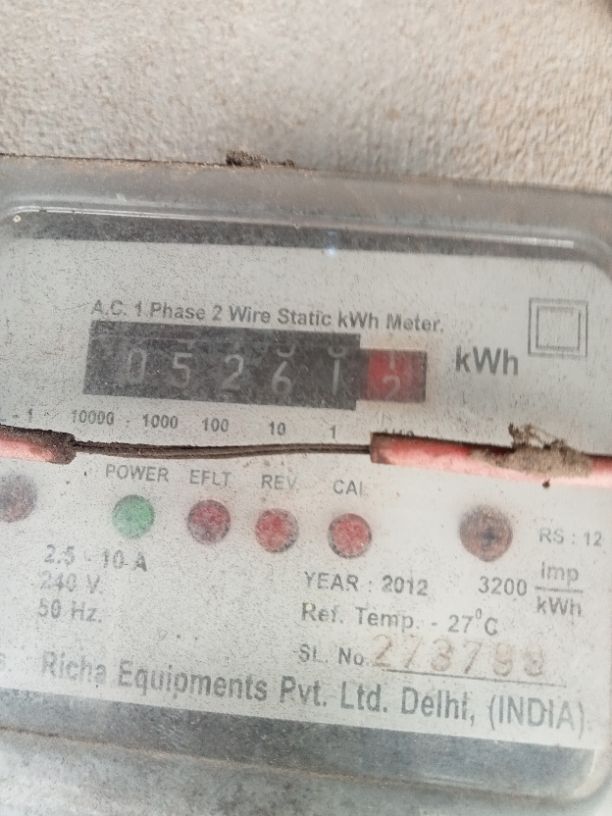 A.C. 1 Phase 2 Wire Static kWh Meter.
05261 2 kWh
10000 : 1000 100 10 1
POWER EFLT REV CAL
RS : 12
2.5 - 10 A
240 V.
50 Hz.
YEAR : 2012
3200 imp
kWh
Ref. Temp. - 27°C
SL. No.
Richa Equipments Pvt. Ltd. Delhi, (INDIA)